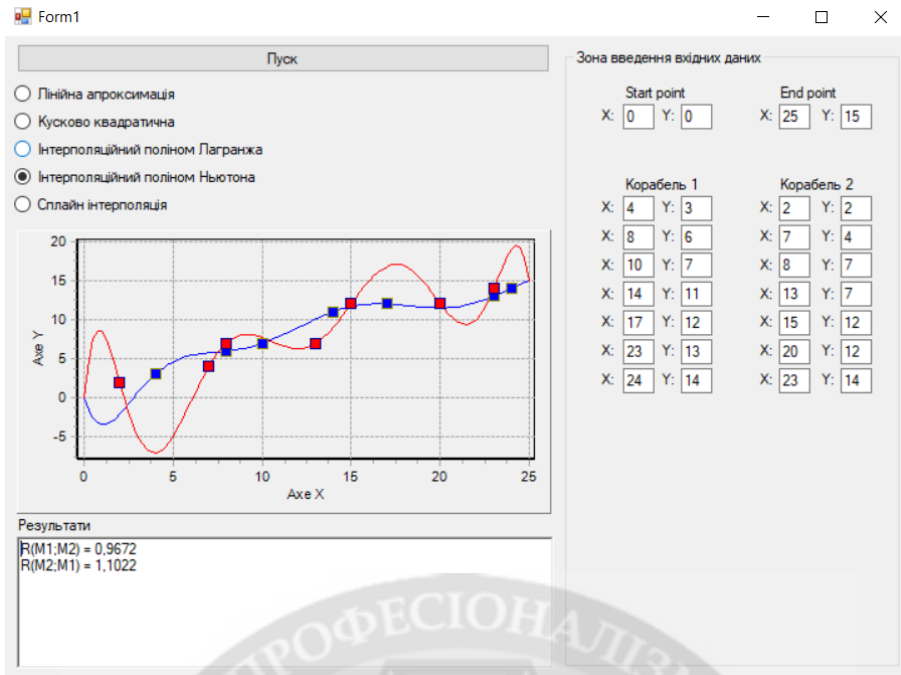 Form1
Пуск
Лінійна апроксимація
Кусково квадратична
Інтерполяційний поліном Лагранжа
Інтерполяційний поліном Ньютона
Сплайн інтерполяція
20
15
10
5
0
-5
Axe Y
0 5 10 15 20 25
Axe X
Результати
R(M1;M2) = 0,9672
R(M2;M1) = 1,1022
Зона введення вхідних даних
Start point End point
X: 0 Y: 0 X: 25 Y: 15
Корабель 1 Корабель 2
X: 4 Y: 3 X: 2 Y: 2
X: 8 Y: 6 X: 7 Y: 4
X: 10 Y: 7 X: 8 Y: 7
X: 14 Y: 11 X: 13 Y: 7
X: 17 Y: 12 X: 15 Y: 12
X: 23 Y: 13 X: 20 Y: 12
X: 24 Y: 14 X: 23 Y: 14